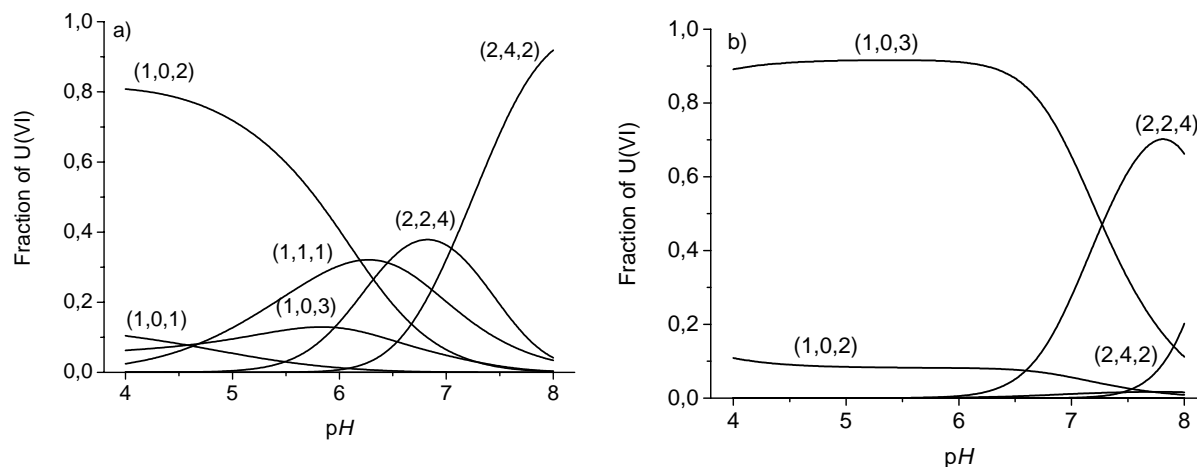 a)
Fraction of U(VI)
1,0
0,8
0,6
0,4
0,2
0,0
(1,0,2)
(2,4,2)
(2,2,4)
(1,1,1)
(1,0,3)
(1,0,1)
4 5 6 7 8
pH
b)
Fraction of U(VI)
1,0
0,8
0,6
0,4
0,2
0,0
(1,0,3)
(2,2,4)
(1,0,2)
(2,4,2)
4 5 6 7 8
pH